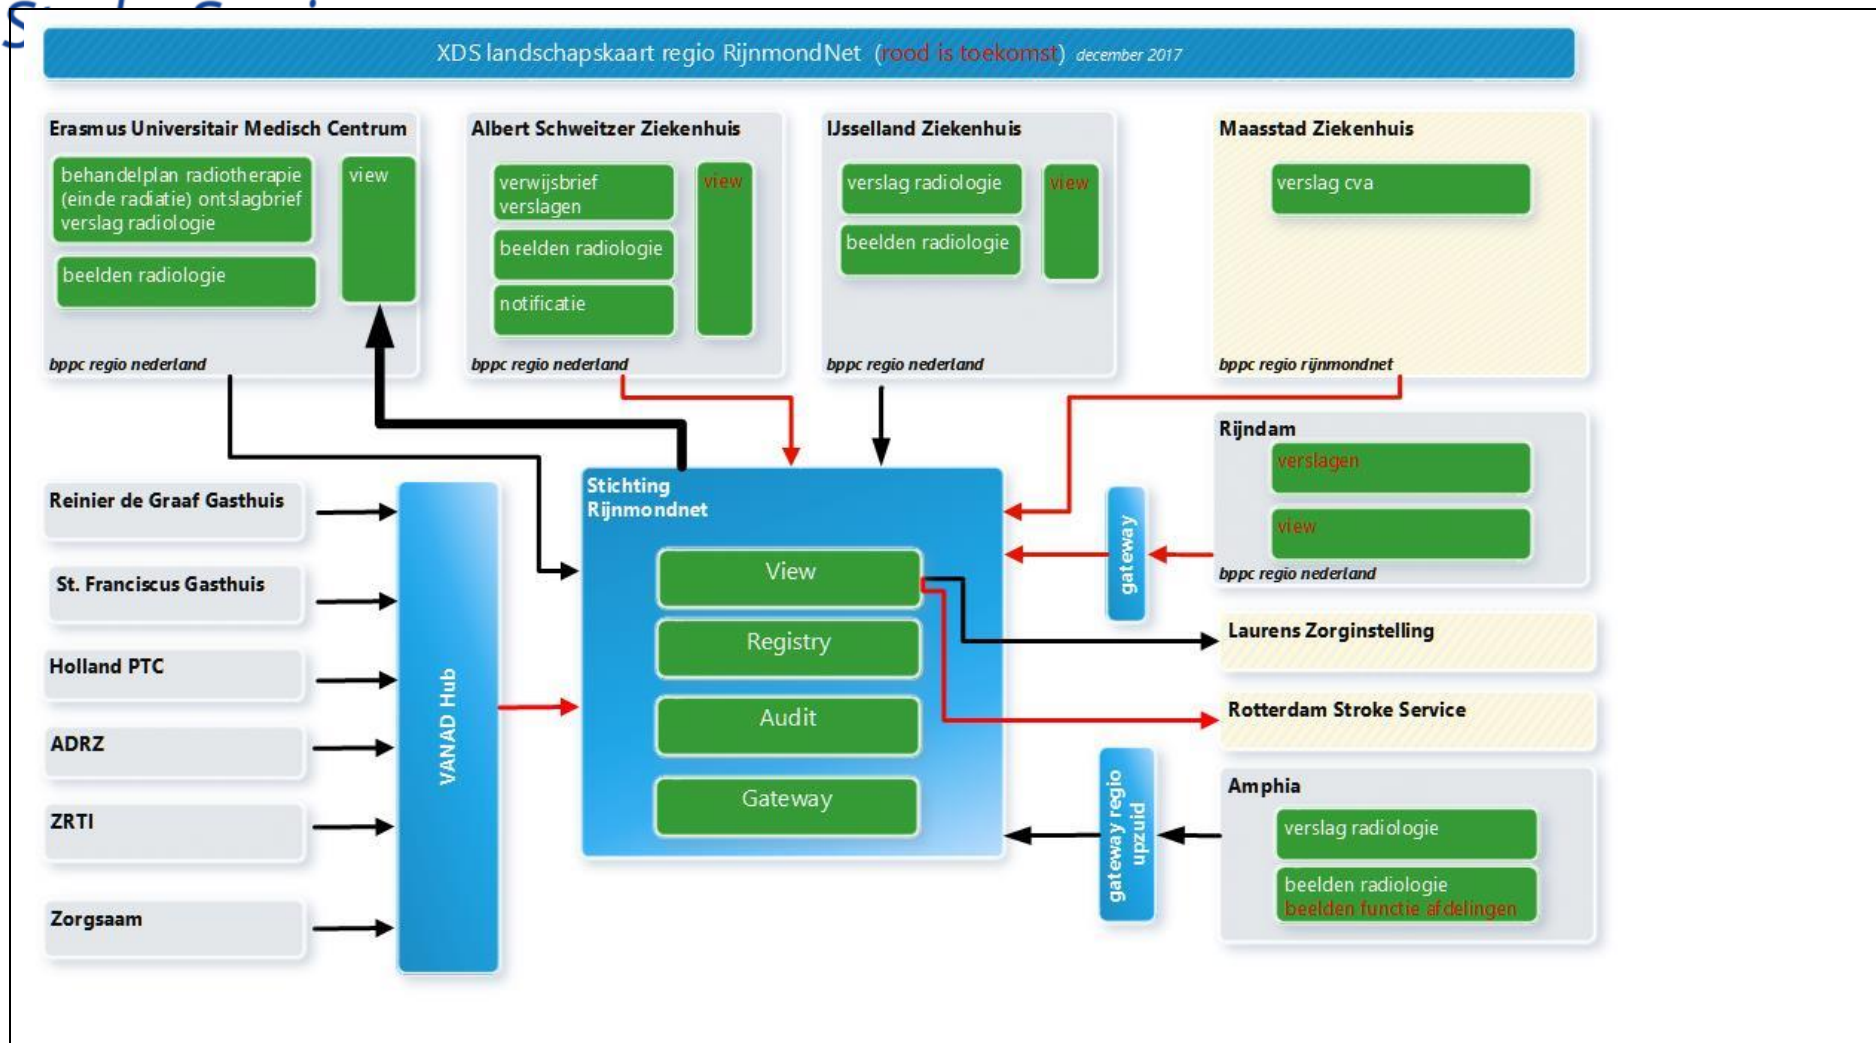 XDS landschapskaart regio RijnmondNet (rood is toekomst) december 2017
Erasmus Universitair Medisch Centrum
behandelplan radiotherapie
(einde radiatie) ontslagbrief
verslag radiologie
view
beelden radiologie
bppc regio nederland
Albert Schweitzer Ziekenhuis
verwijsbrief
verslagen
view
beelden radiologie
notificatie
bppc regio nederland
IJsselland Ziekenhuis
verslag radiologie
view
beelden radiologie
bppc regio nederland
Maasstad Ziekenhuis
verslag cva
bppc regio rijnmondnet
Rijndam
verslagen
view
bppc regio nederland
gateway
Reinier de Graaf Gasthuis
St. Franciscus Gasthuis
Holland PTC
ADRZ
ZRTI
Zorgsaam
VANAD Hub
Stichting
Rijnmondnet
View
Registry
Audit
Gateway
Laurens Zorginstelling
Rotterdam Stroke Service
gateway regio
upzuid
Amphia
verslag radiologie
beelden radiologie
beelden functie afdelingen